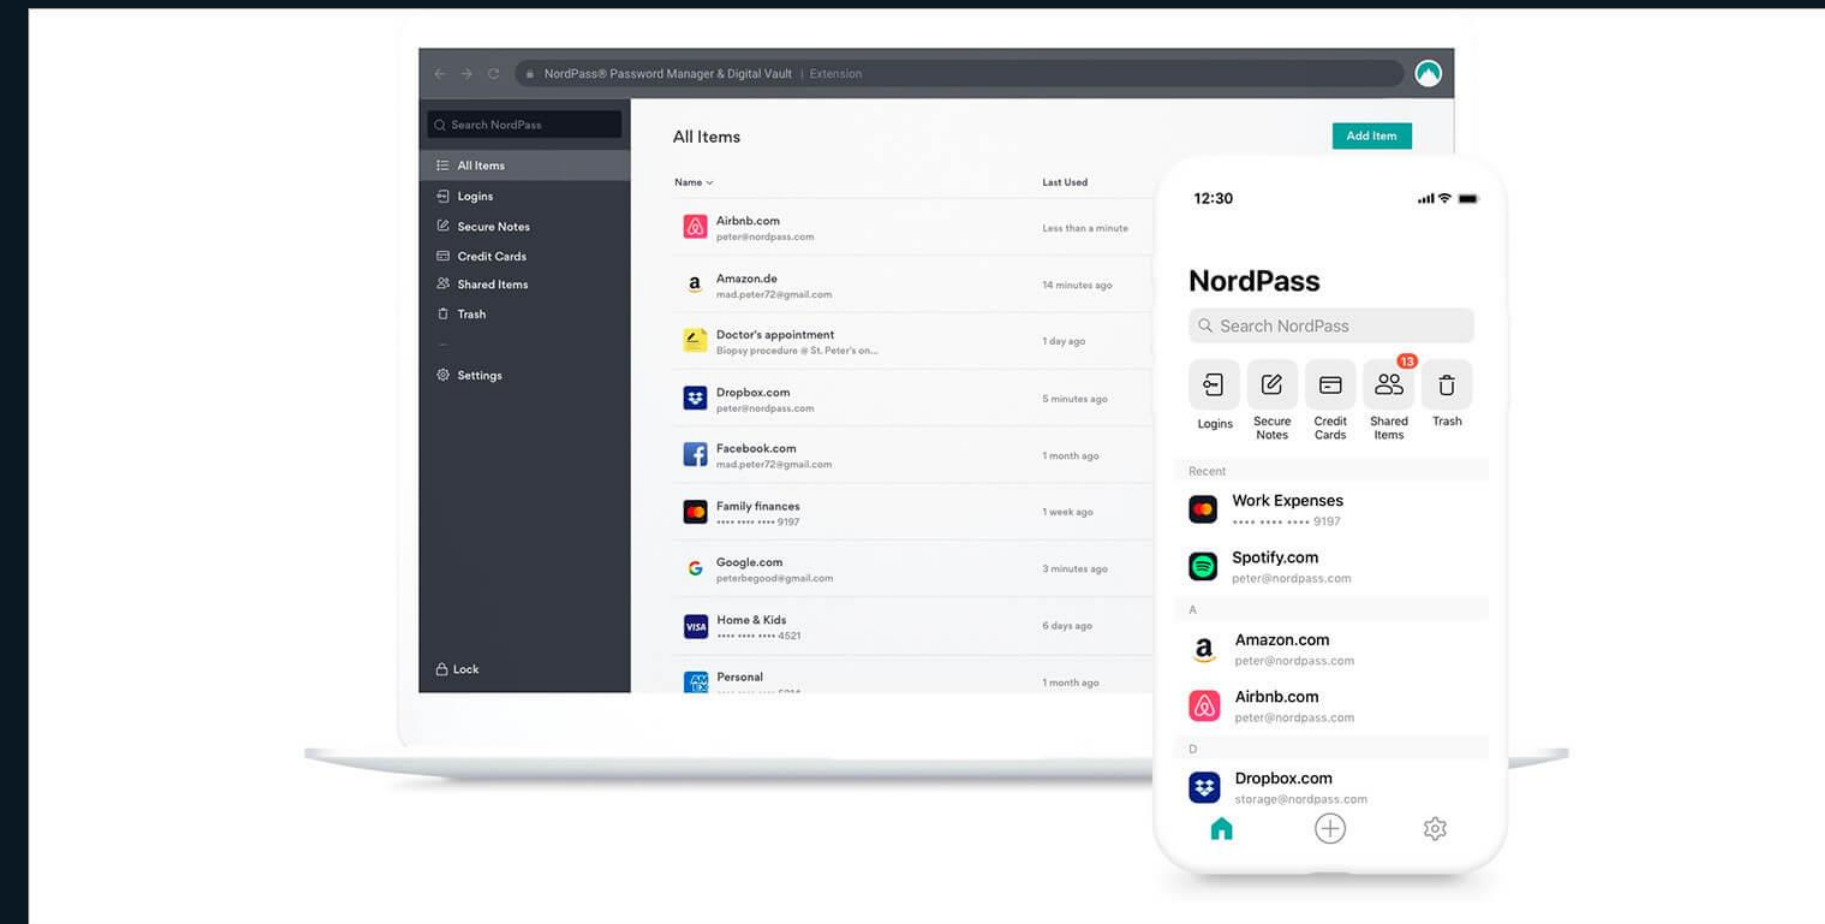 NordPass® Password Manager & Digital Vault | Extension
Search NordPass
All Items
Logins
Secure Notes
Credit Cards
Shared Items
Trash
Settings
Lock
All Items
Add Item
Name
Last Used
Airbnb.com
peter@nordpass.com
Less than a minute
Amazon.de
mad.peter72@gmail.com
14 minutes ago
Doctor's appointment
Biopsy procedure @ St. Peter's on...
1 day ago
Dropbox.com
peter@nordpass.com
5 minutes ago
Facebook.com
mad.peter72@gmail.com
1 month ago
Family finances
•••• •••• •••• 9197
1 week ago
Google.com
peterbegood@gmail.com
3 minutes ago
VISA
Home & Kids
•••• •••• •••• 4521
6 days ago
AM
EX
Personal
1 month ago
12:30
NordPass
Search NordPass
13
Logins
Secure
Notes
Credit
Cards
Shared
Items
Trash
Recent
Work Expenses
•••• •••• •••• 9197
Spotify.com
peter@nordpass.com
A
Amazon.com
peter@nordpass.com
Airbnb.com
peter@nordpass.com
D
Dropbox.com
storage@nordpass.com